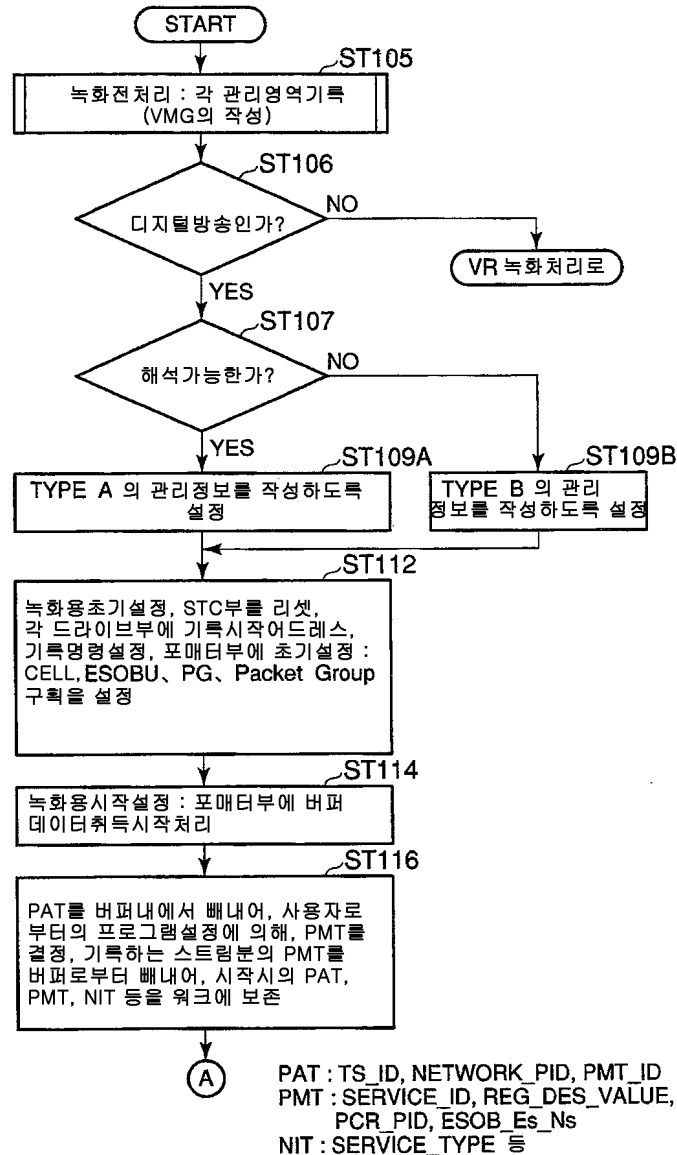 START
ST105
녹화전처리 : 각 관리영역기록
(VMG의 작성)
ST106
디지털방송인가?
NO
VR 녹화처리로
YES
ST107
해석가능한가?
NO
YES
ST109A
TYPE A 의 관리정보를 작성하도록
설정
ST109B
TYPE B 의 관리
정보를 작성하도록 설정
ST112
녹화용초기설정, STC부를 리셋,
각 드라이브부에 기록시작어드레스,
기록명령설정, 포매터부에 초기설정 :
CELL, ESOBU、PG、Packet Group
구획을 설정
ST114
녹화용시작설정 : 포매터부에 버퍼
데이터취득시작처리
ST116
PAT를 버퍼내에서 빼내어, 사용자로
부터의 프로그램설정에 의해, PMT를
결정, 기록하는 스트림분의 PMT를
버퍼로부터 빼내어, 시작시의 PAT,
PMT, NIT 등을 워크에 보존
A
PAT : TS_ID, NETWORK_PID, PMT_ID
PMT : SERVICE_ID, REG_DES_VALUE,
PCR_PID, ESOB_Es_Ns
NIT : SERVICE_TYPE 등